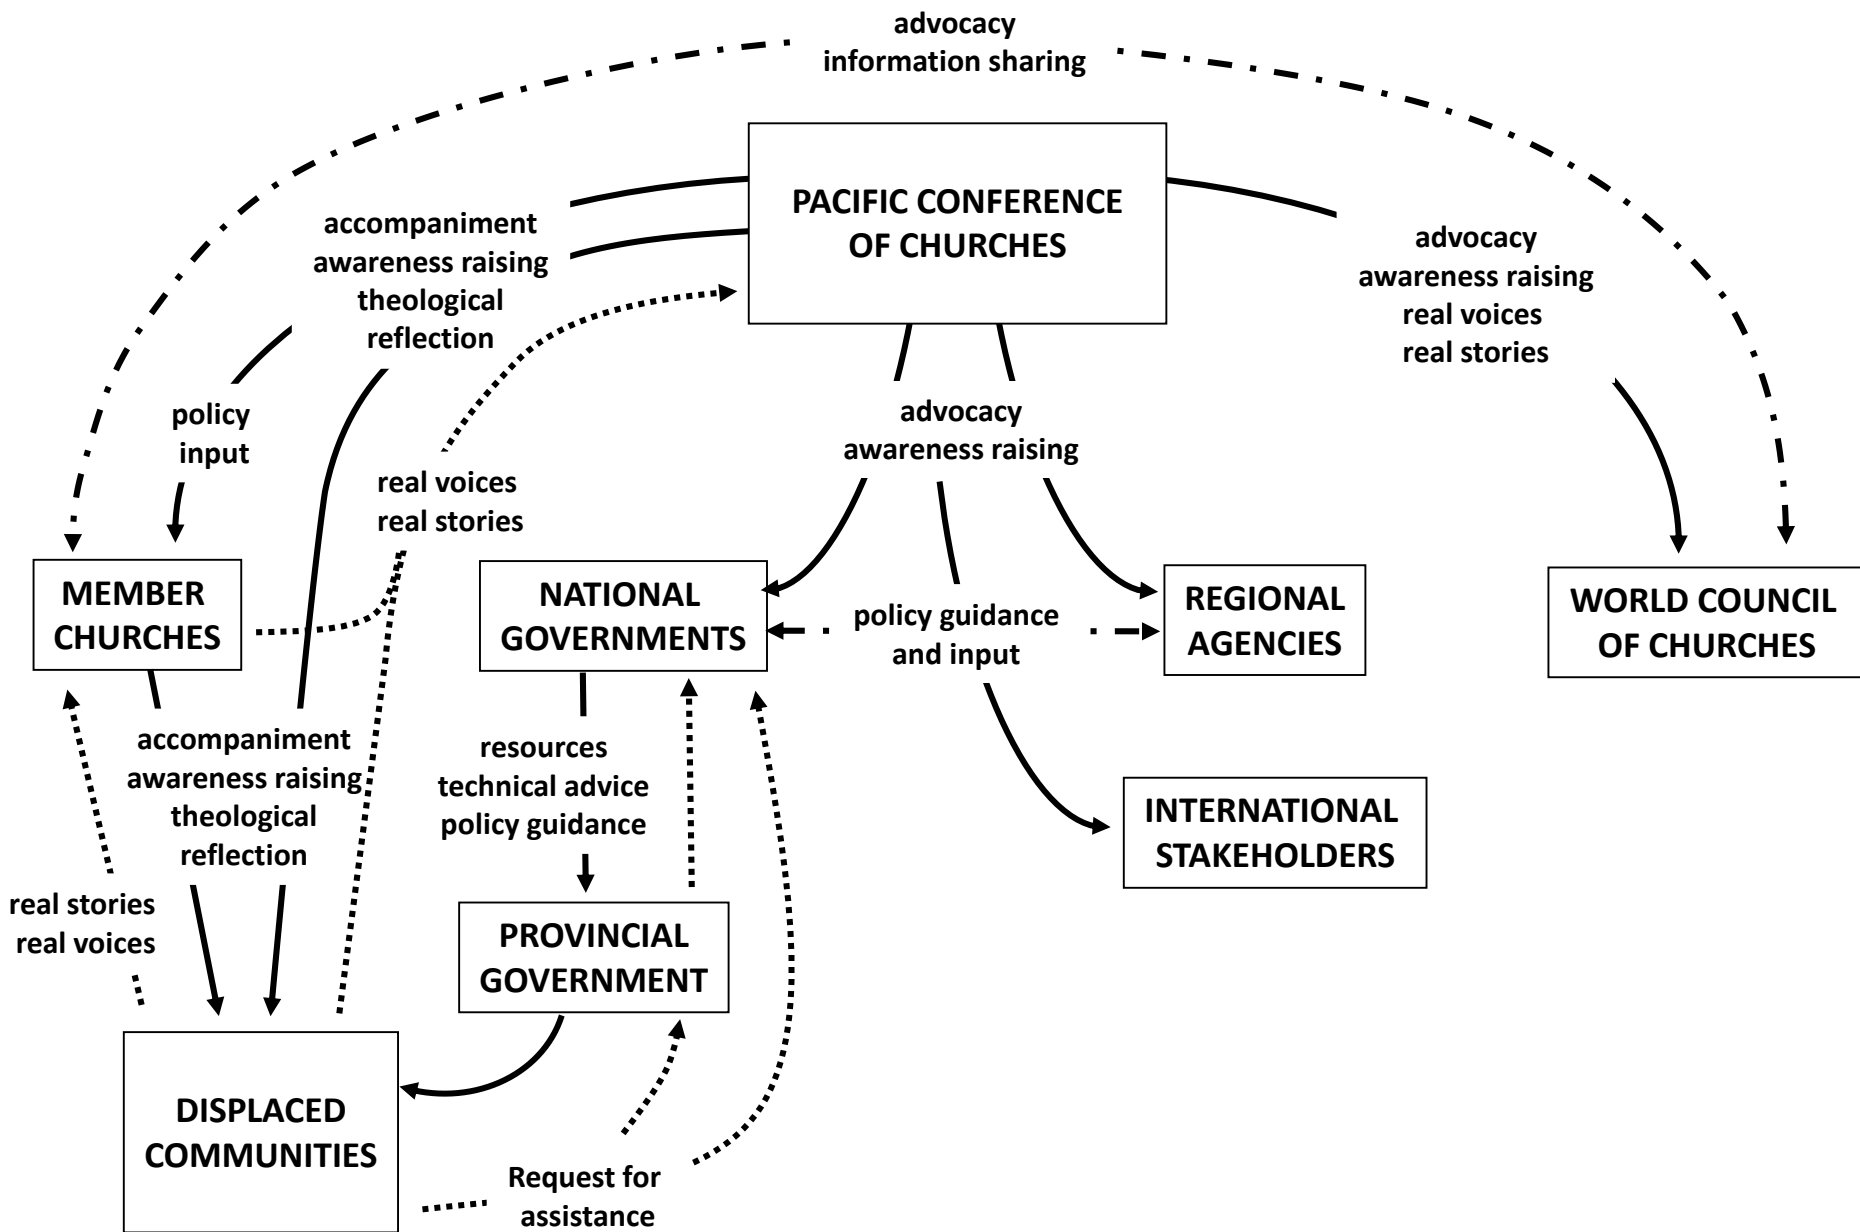 advocacy
information sharing
PACIFIC CONFERENCE
OF CHURCHES
accompaniment
awareness raising
theological
reflection
advocacy
awareness raising
real voices
real stories
policy
input
advocacy
awareness raising
real voices
real stories
MEMBER
CHURCHES
NATIONAL
GOVERNMENTS
policy guidance
and input
REGIONAL
AGENCIES
WORLD COUNCIL
OF CHURCHES
accompaniment
awareness raising
theological
reflection
resources
technical advice
policy guidance
INTERNATIONAL
STAKEHOLDERS
real stories
real voices
PROVINCIAL
GOVERNMENT
DISPLACED
COMMUNITIES
Request for
assistance